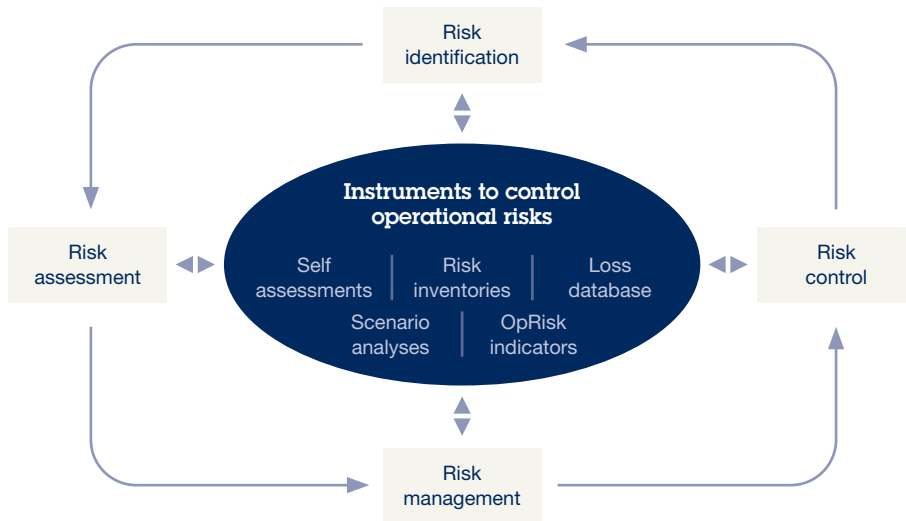 Risk
identification
Instruments to control
operational risks
Risk
assessment
Self
assessments
Risk
inventories
Loss
database
Risk
control
Scenario
analyses
OpRisk
indicators
Risk
management